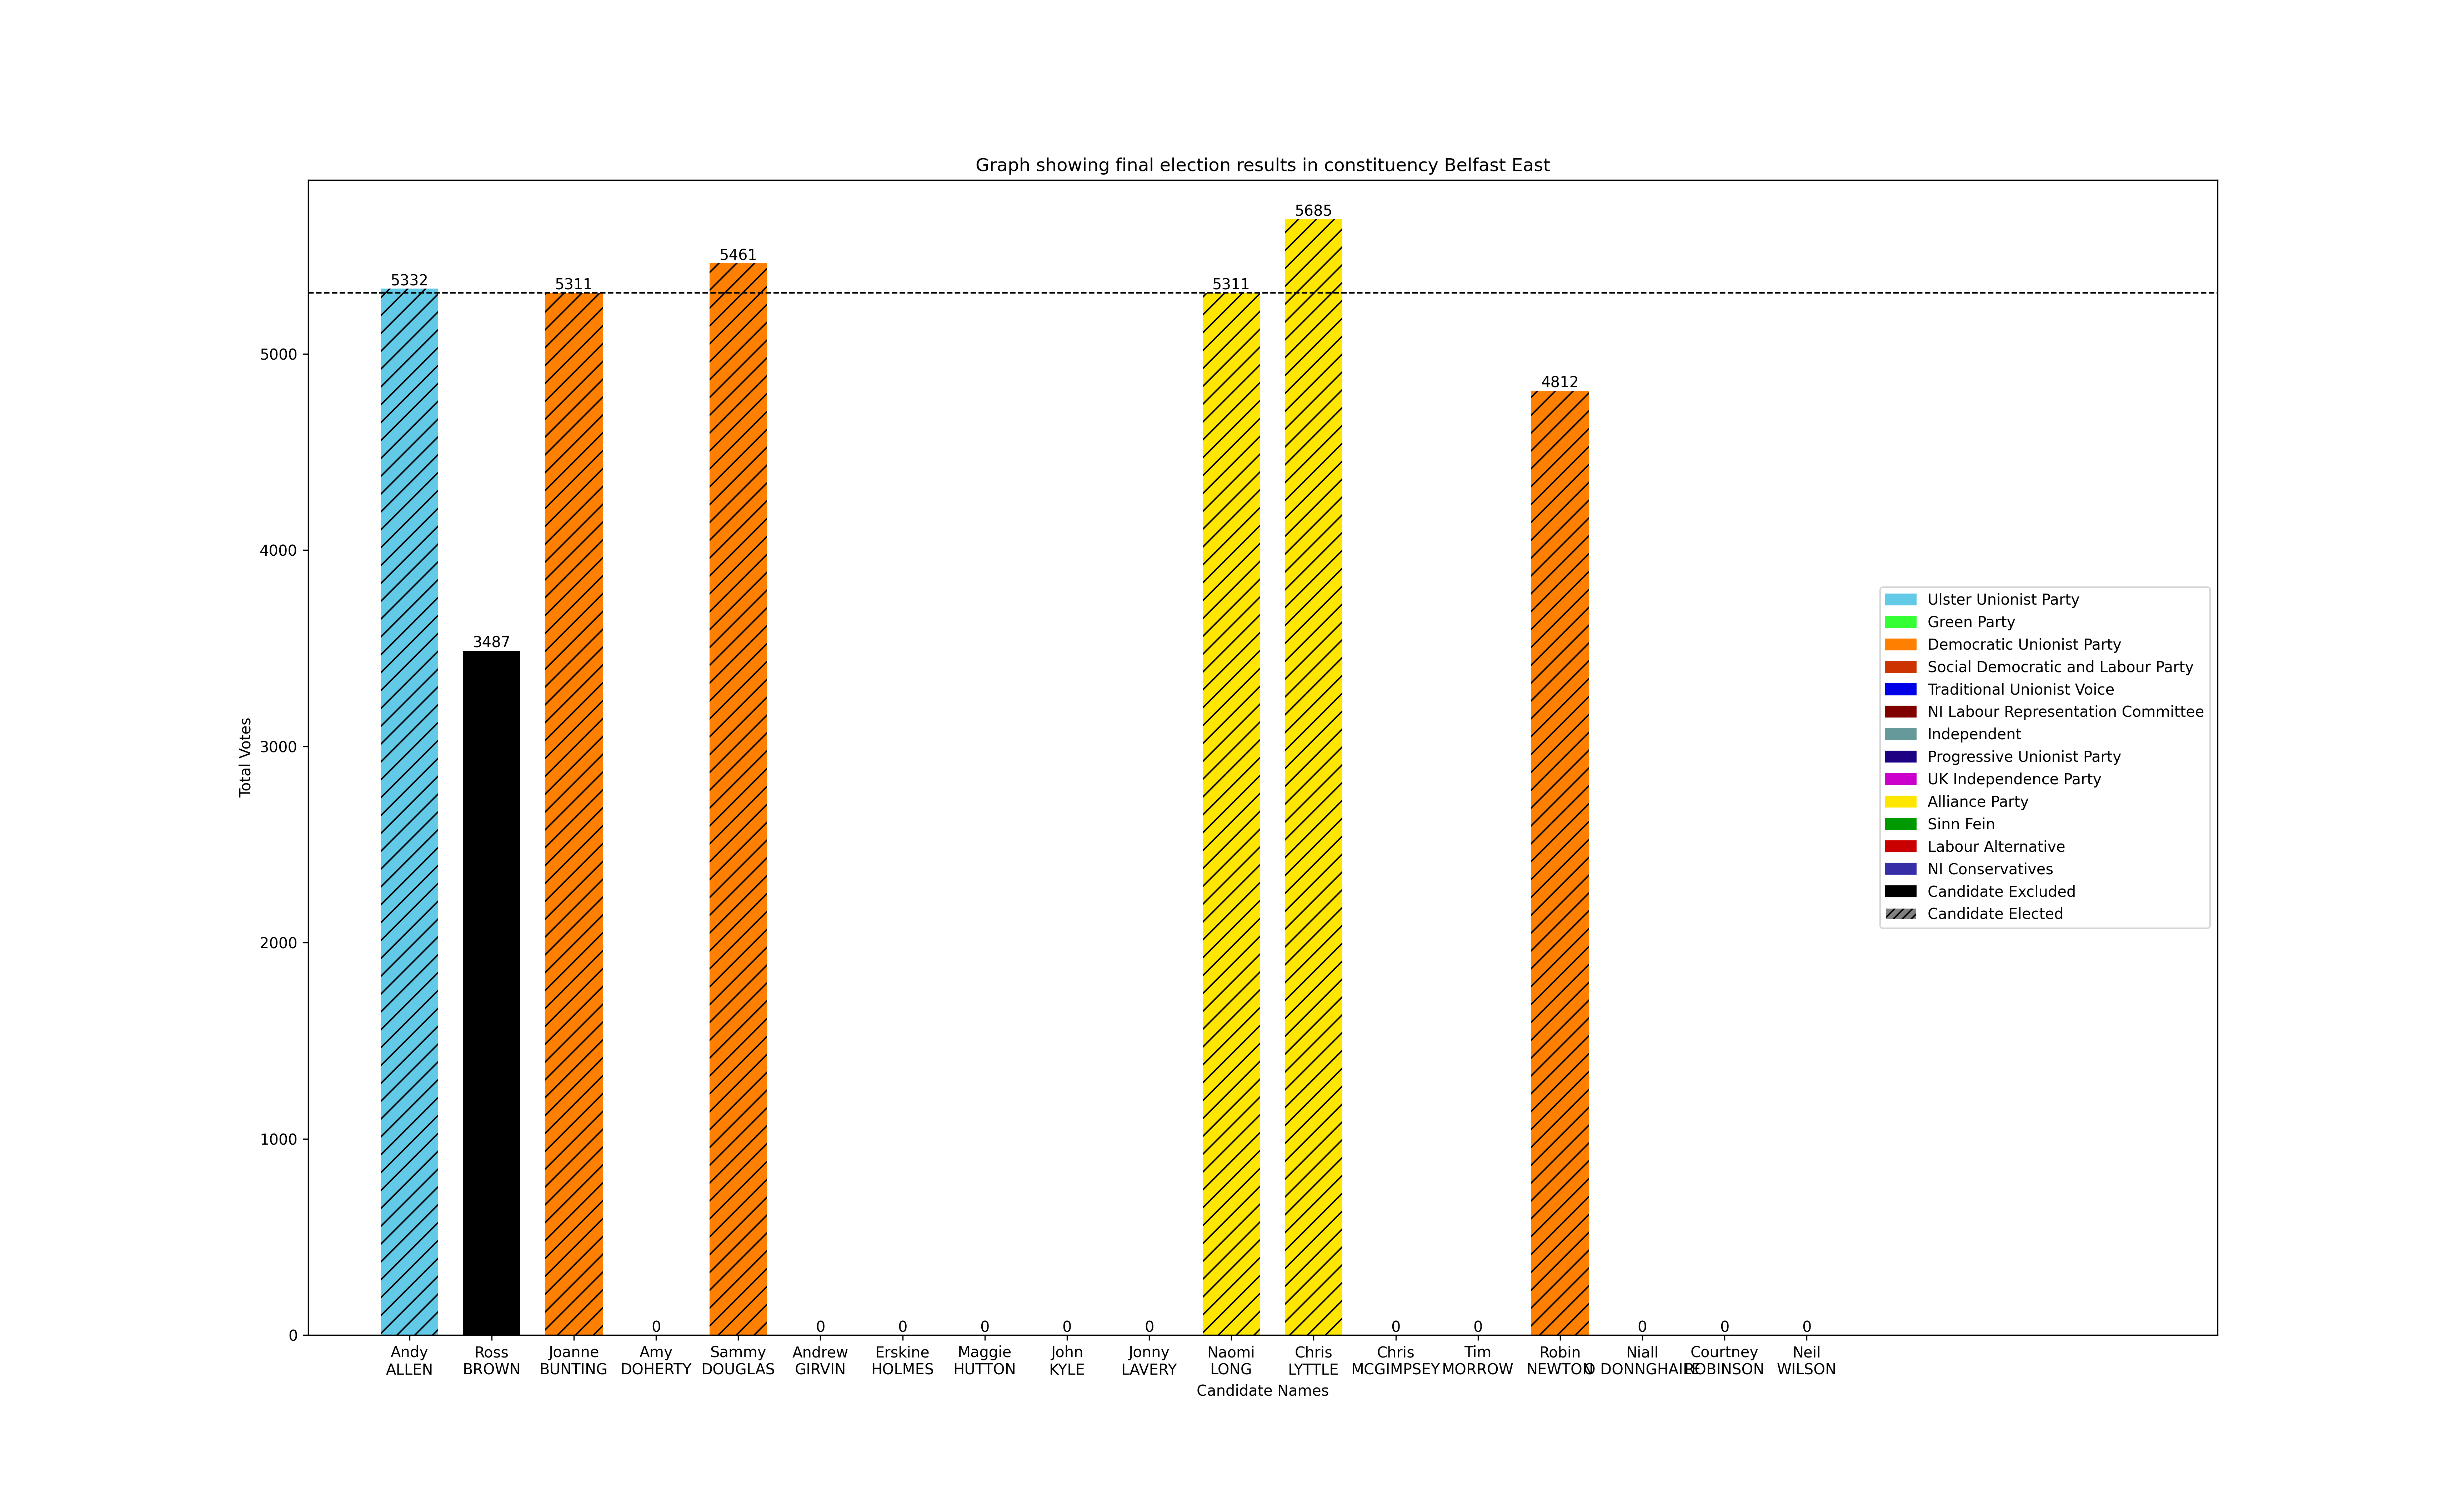 Graph showing final election results in constituency Belfast East
5685
5461
5332
5311
5311
4812
3487
0
0
0
0
0
0
0
0
0
0
0
5000
4000
3000
2000
1000
0
Total Votes
Ulster Unionist Party
Green Party
Democratic Unionist Party
Social Democratic and Labour Party
Traditional Unionist Voice
NI Labour Representation Committee
Independent
Progressive Unionist Party
UK Independence Party
Alliance Party
Sinn Fein
Labour Alternative
NI Conservatives
Candidate Excluded
Candidate Elected
Andy Ross Joanne Amy Sammy Andrew Erskine Maggie John Jonny Naomi Chris Chris Tim Robin Niall Courtney Neil
ALLEN BROWN BUNTING DOHERTY DOUGLAS GIRVIN HOLMES HUTTON KYLE LAVERY LONG LYTTLE MCGIMPSEY MORROW NEWTON O DONNGHAILE ROBINSON WILSON
Candidate Names